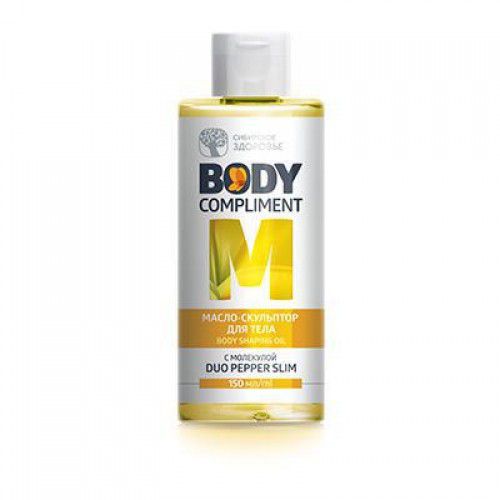 СИБИРСКОЕ
ЗДОРОВЬЕ
BODY
COMPLIMENT
M
МАСЛО-СКУЛЬПТОР
ДЛЯ ТЕЛА
BODY SHAPING OIL
С МОЛЕКУЛОЙ
DUO PEPPER SLIM
150 мл/ml